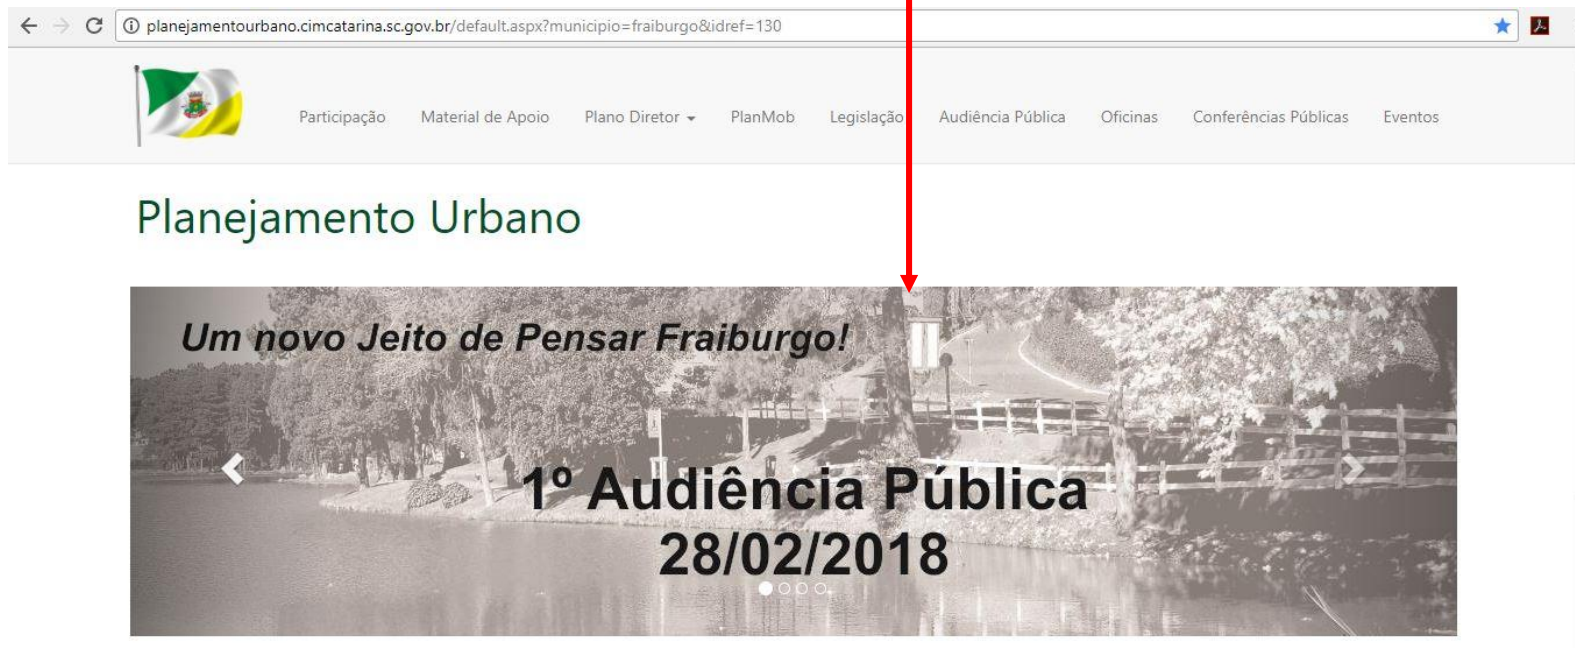 planejamentourbano.cimcatarina.sc.gov.br/default.aspx?municipio=fraiburgo&idref=130
Participação Material de Apoio Plano Diretor PlanMob Legislação Audiência Pública Oficinas Conferências Públicas Eventos
Planejamento Urbano
Um novo Jeito de Pensar Fraiburgo!
1º Audiência Pública
28/02/2018